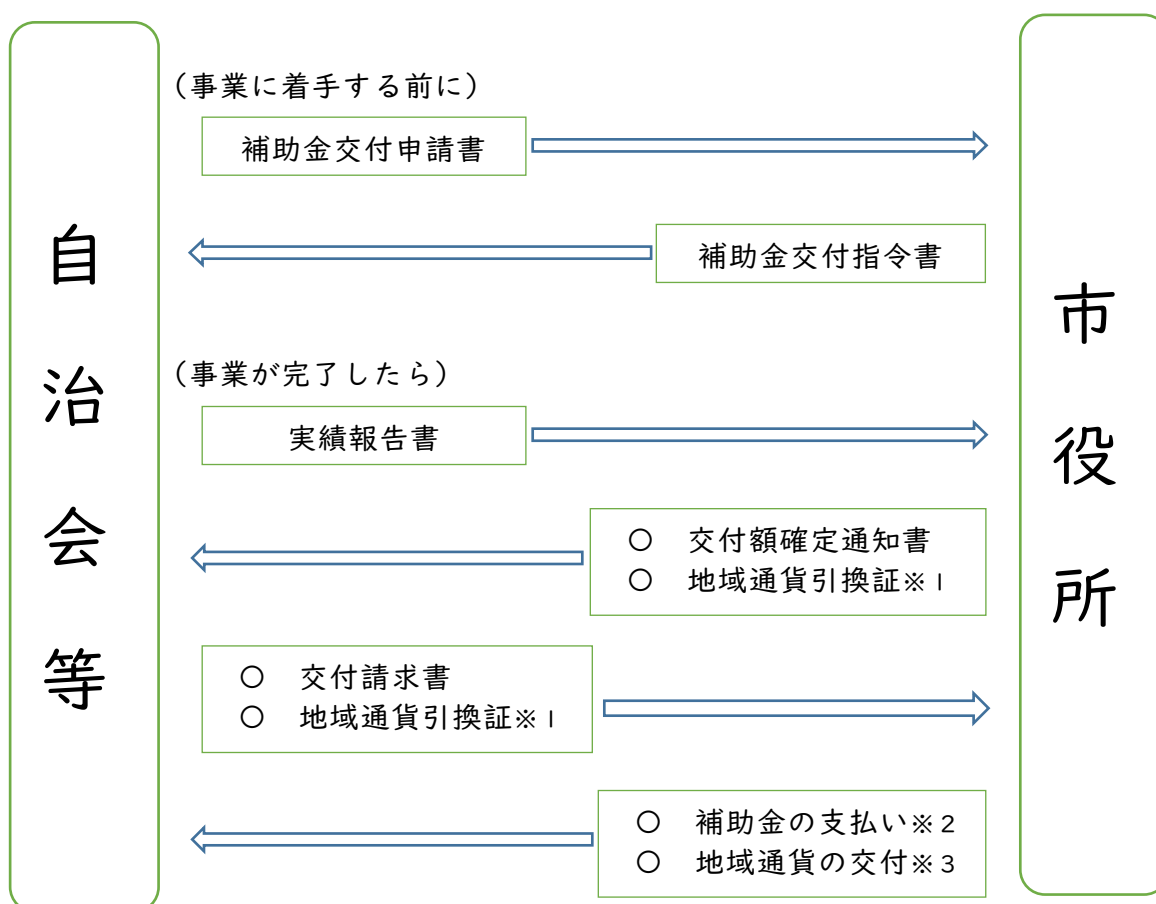 自治会等
(事業に着手する前に)
補助金交付申請書
補助金交付指令書
(事業が完了したら)
実績報告書
○ 交付額確定通知書
○ 地域通貨引換証※1
○ 交付請求書
○ 地域通貨引換証※1
○ 補助金の支払い※2
○ 地域通貨の交付※3
市役所